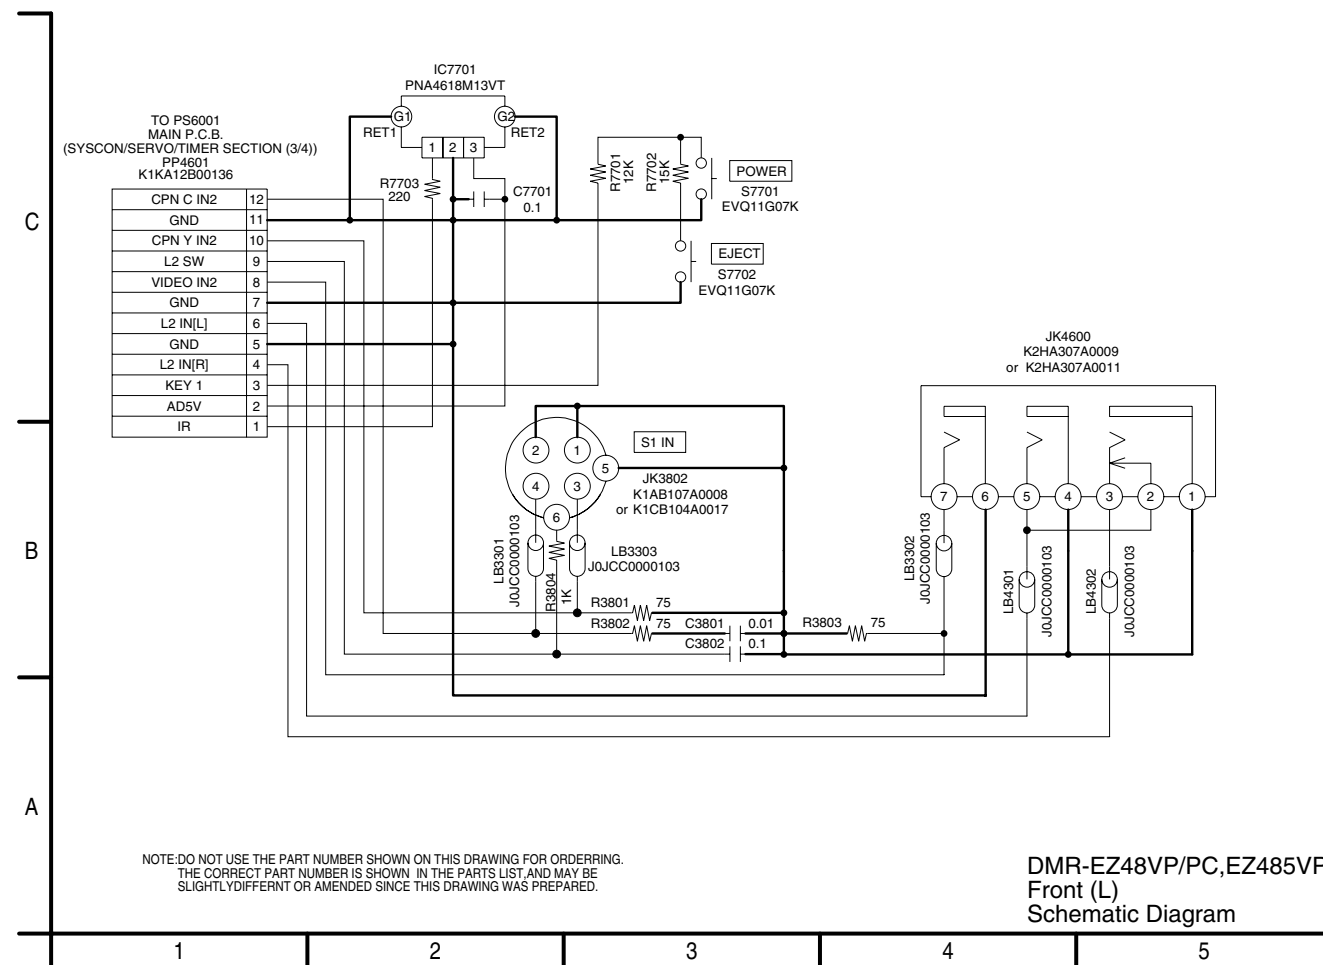 IC7701
PNA4618M13VT
G1
G2
RET1
RET2
1 2 3
TO PS6001
MAIN P.C.B.
(SYSCON/SERVO/TIMER SECTION (3/4))
PP4601
K1KA12B00136
CPN C IN2 12
GND 11
CPN Y IN2 10
L2 SW 9
VIDEO IN2 8
GND 7
L2 IN[L] 6
GND 5
L2 IN[R] 4
KEY 1 3
AD5V 2
IR 1
R7703
220
C7701
0.1
R7701
12K
R7702
15K
POWER
S7701
EVQ11G07K
EJECT
S7702
EVQ11G07K
JK4600
K2HA307A0009
or K2HA307A0011
7 6 5 4 3 2 1
S1 IN
2 1
5
4 3
6
JK3802
K1AB107A0008
or K1CB104A0017
LB3301
J0JCC0000103
R3804
1K
LB3303
J0JCC0000103
LB3302
J0JCC0000103
LB4301
J0JCC0000103
LB4302
J0JCC0000103
R3801 75
R3802 75
C3801 0.01
C3802 0.1
R3803 75
C
B
A
NOTE:DO NOT USE THE PART NUMBER SHOWN ON THIS DRAWING FOR ORDERRING.
THE CORRECT PART NUMBER IS SHOWN IN THE PARTS LIST,AND MAY BE
SLIGHTLYDIFFERNT OR AMENDED SINCE THIS DRAWING WAS PREPARED.
DMR-EZ48VP/PC,EZ485VP
Front (L)
Schematic Diagram
1 2 3 4 5